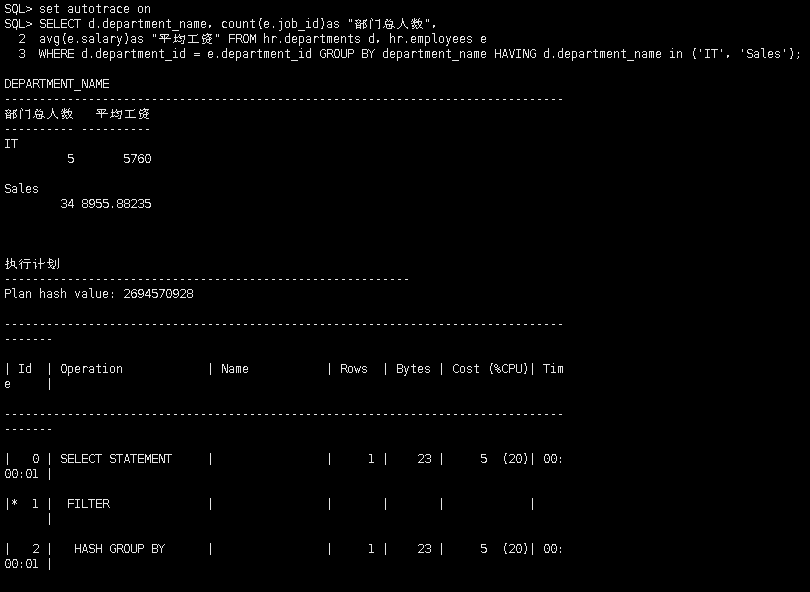 SQL> set autotrace on
SQL> SELECT d.department_name, count(e.job_id)as "部门总人数",
  2  avg(e.salary)as "平均工资" FROM hr.departments d, hr.employees e
  3  WHERE d.department_id = e.department_id GROUP BY department_name HAVING d.department_name in ('IT', 'Sales');
DEPARTMENT_NAME
--------------------------------------------------------------------------------
部门总人数   平均工资
---------- ----------
IT
         5       5760
Sales
        34 8955.88235
执行计划
----------------------------------------------------------
Plan hash value: 2694570928
--------------------------------------------------------------------------------
-------
| Id  | Operation            | Name           | Rows  | Bytes | Cost (%CPU)| Tim
e     |
--------------------------------------------------------------------------------
-------
|   0 | SELECT STATEMENT     |                |     1 |    23 |     5  (20)| 00:
00:01 |
|*  1 |  FILTER              |                |       |       |            |
      |
|   2 |   HASH GROUP BY      |                |     1 |    23 |     5  (20)| 00:
00:01 |